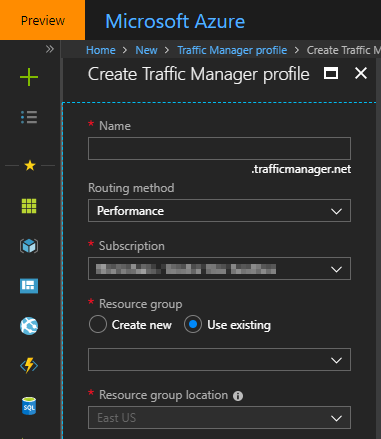 Preview
Microsoft Azure
Home > New > Traffic Manager profile > Create Traffic M
Create Traffic Manager profile
* Name
.trafficmanager.net
Routing method
Performance
* Subscription
* Resource group
Create new
Use existing
* Resource group location
East US
SQL